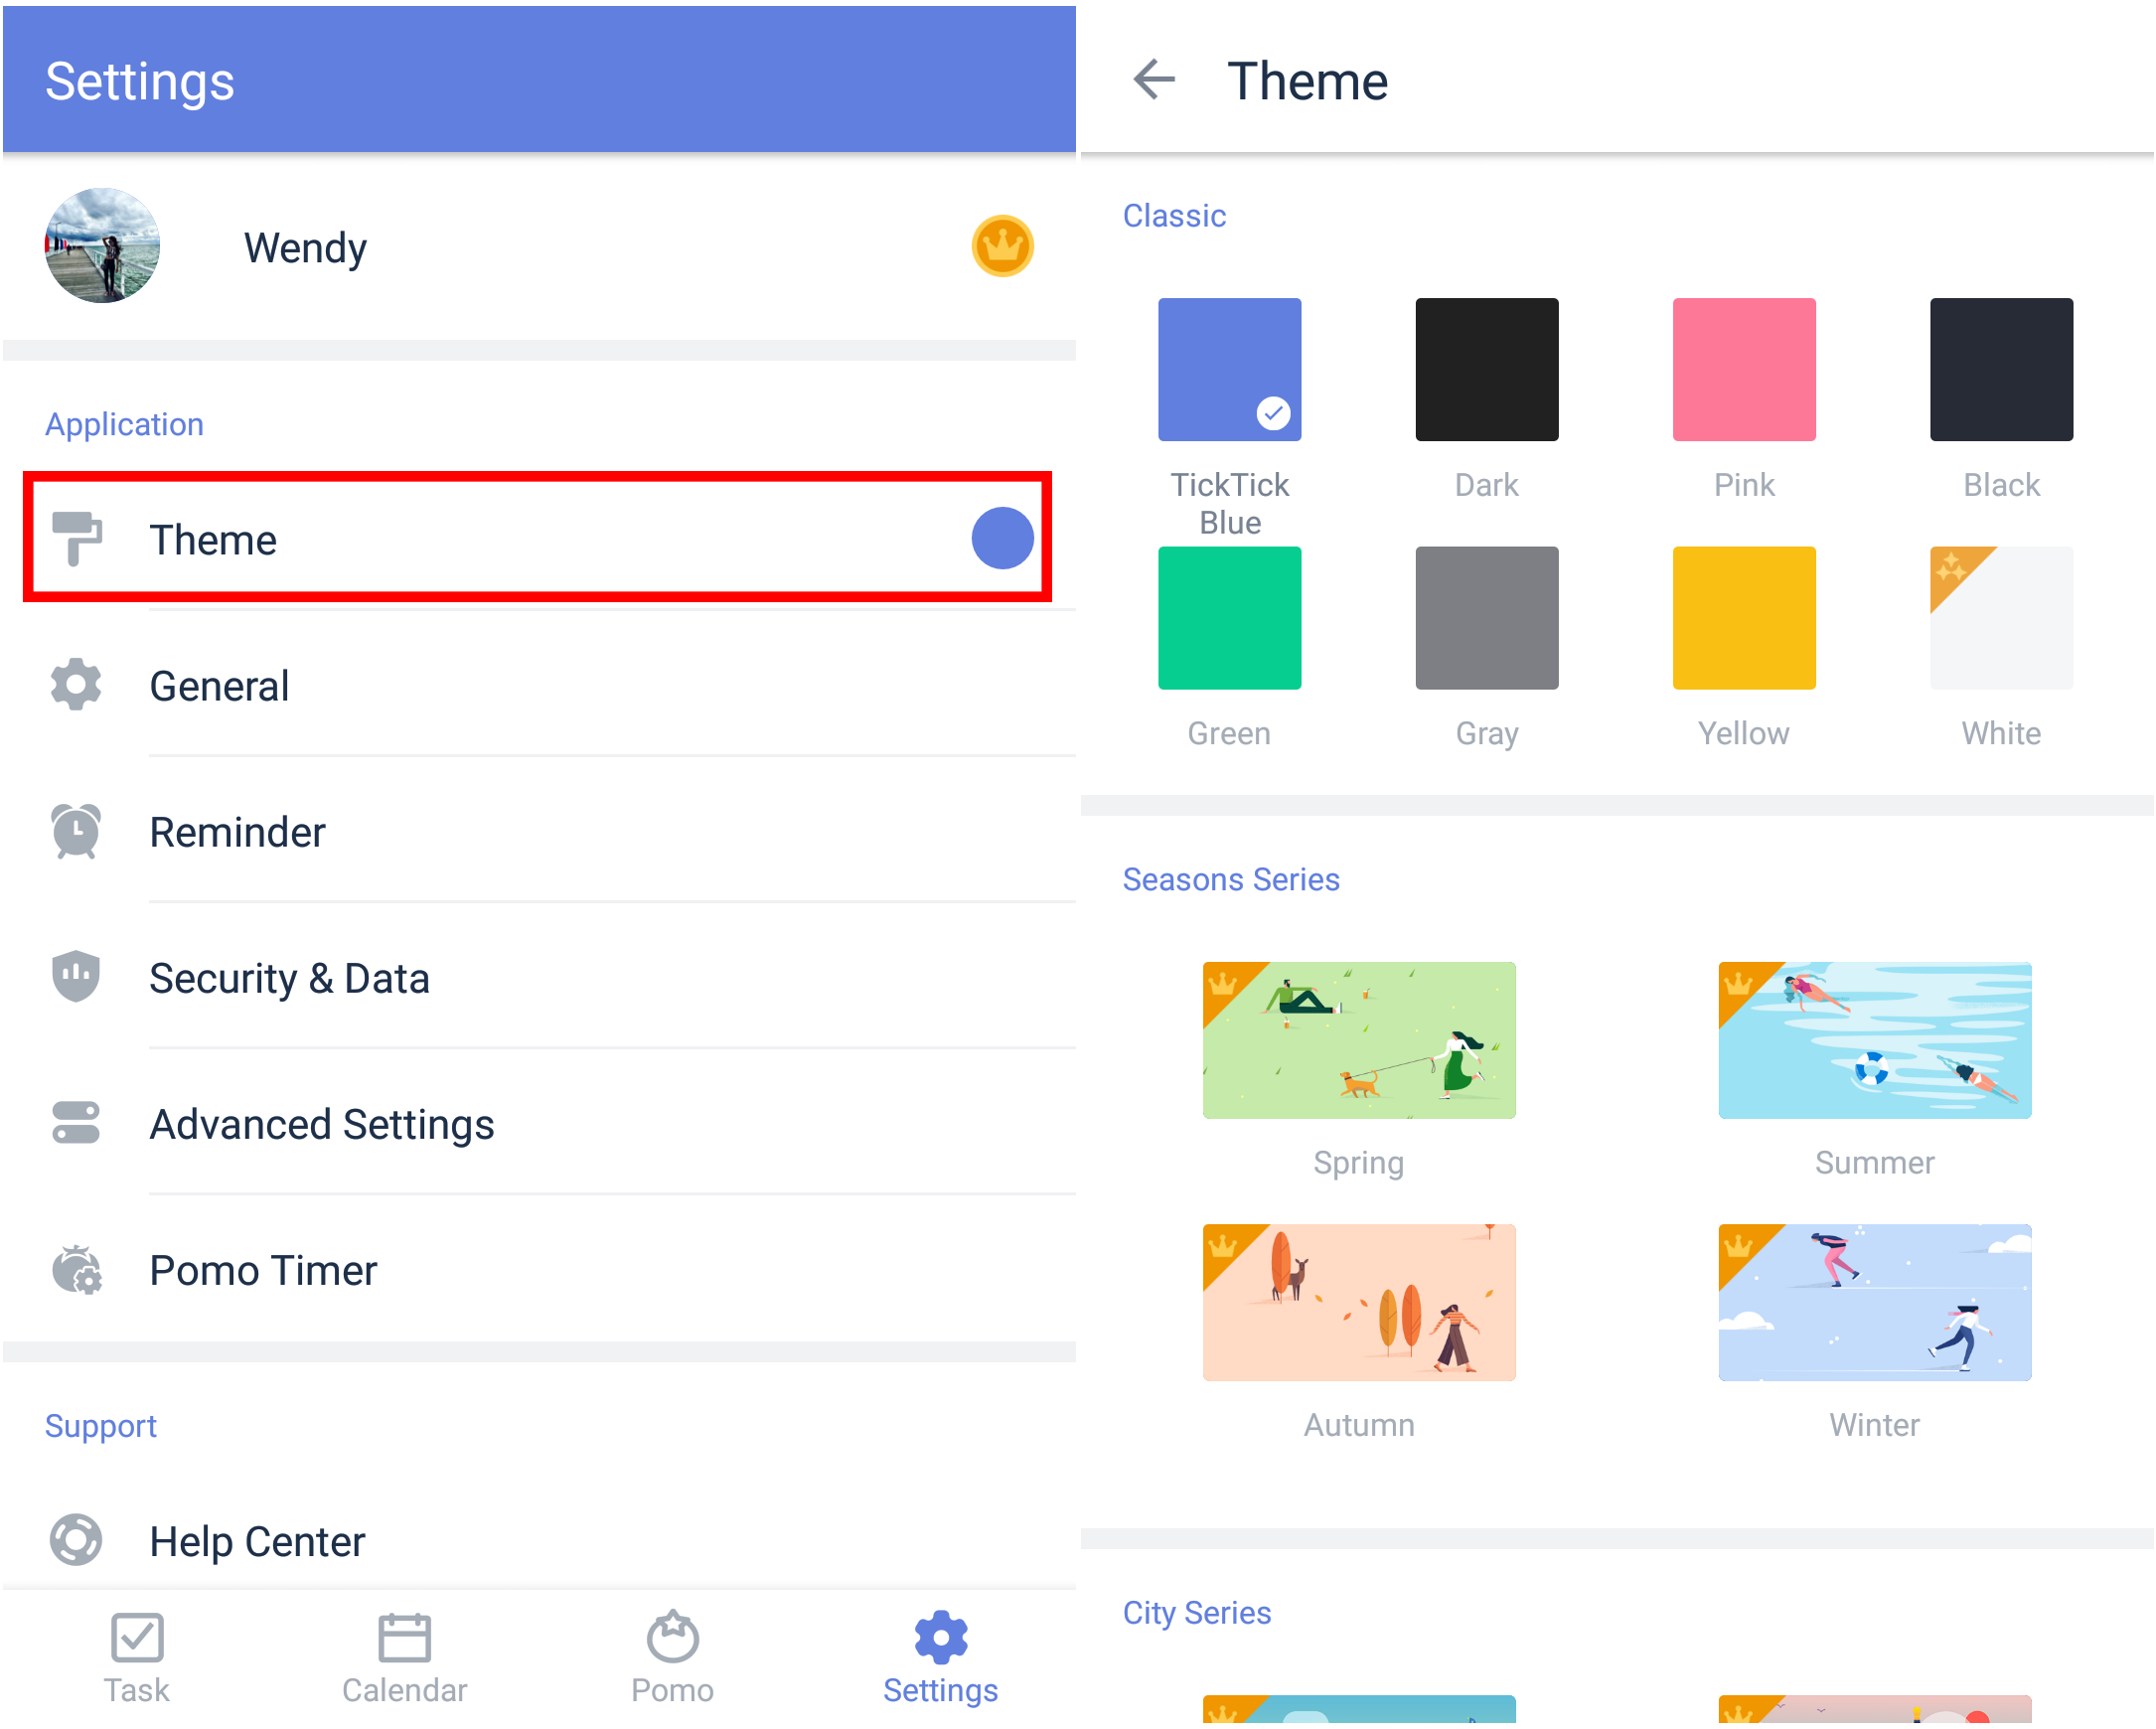 Settings
Wendy
Application
Theme
General
Reminder
Security & Data
Advanced Settings
Pomo Timer
Support
Help Center
Task
Calendar
Pomo
Settings
Theme
Classic
TickTick
Blue
Dark
Pink
Black
Green
Gray
Yellow
White
Seasons Series
Spring
Summer
Autumn
Winter
City Series